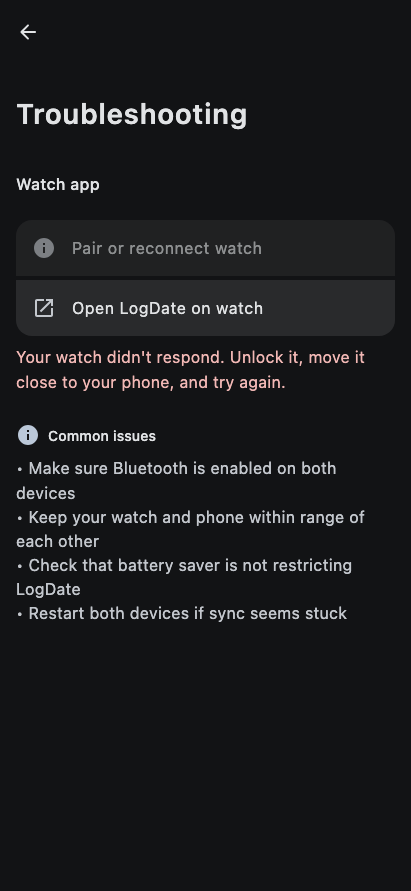 Troubleshooting
Watch app
Pair or reconnect watch
Open LogDate on watch
Your watch didn't respond. Unlock it, move it
close to your phone, and try again.
Common issues
• Make sure Bluetooth is enabled on both
devices
• Keep your watch and phone within range of
each other
• Check that battery saver is not restricting
LogDate
• Restart both devices if sync seems stuck